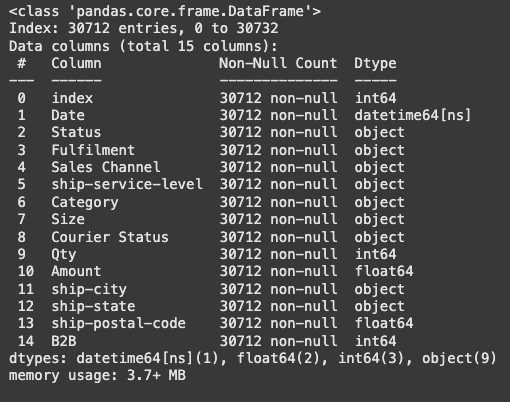 <class 'pandas.core.frame.DataFrame'>
Index: 30712 entries, 0 to 30732
Data columns (total 15 columns):
 #   Column              Non-Null Count  Dtype
---  ------              --------------  -----
 0   index               30712 non-null  int64
 1   Date                30712 non-null  datetime64[ns]
 2   Status              30712 non-null  object
 3   Fulfilment          30712 non-null  object
 4   Sales Channel       30712 non-null  object
 5   ship-service-level  30712 non-null  object
 6   Category            30712 non-null  object
 7   Size                30712 non-null  object
 8   Courier Status      30712 non-null  object
 9   Qty                 30712 non-null  int64
 10  Amount              30712 non-null  float64
 11  ship-city           30712 non-null  object
 12  ship-state          30712 non-null  object
 13  ship-postal-code    30712 non-null  float64
 14  B2B                 30712 non-null  int64
dtypes: datetime64[ns](1), float64(2), int64(3), object(9)
memory usage: 3.7+ MB